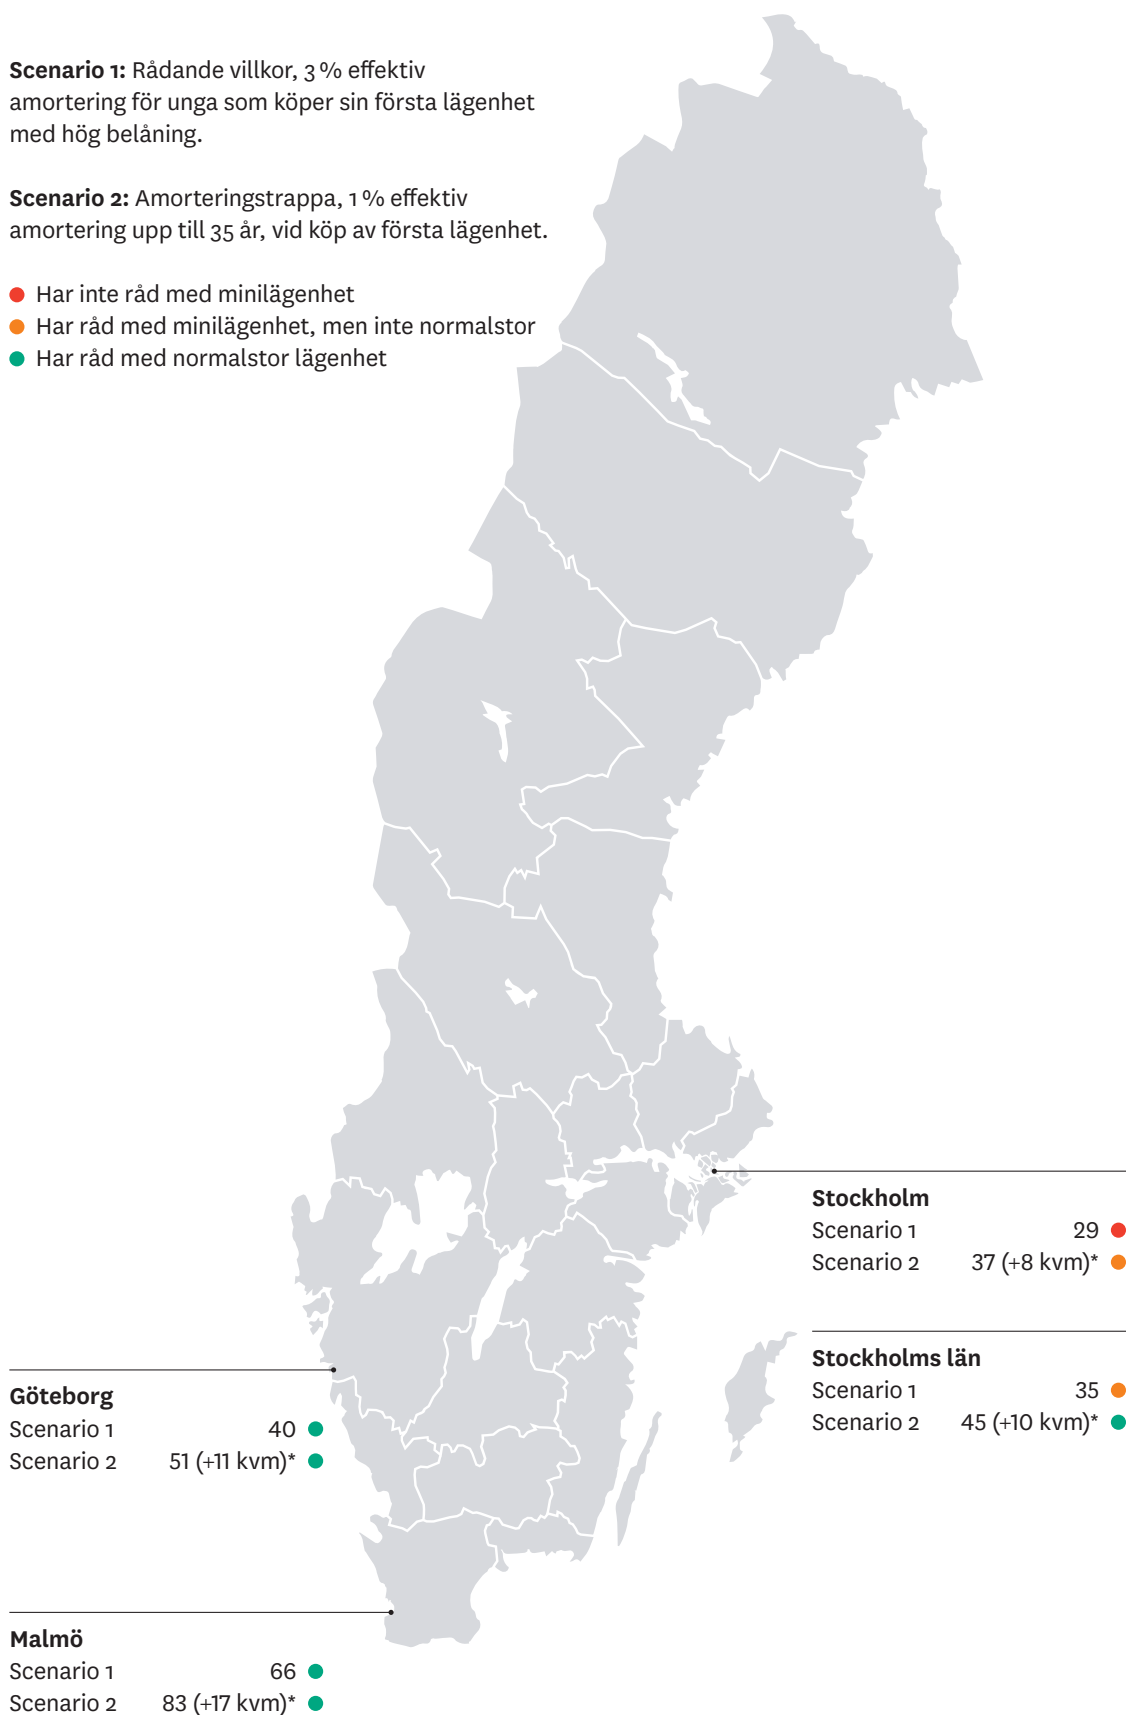 Scenario 1: Rådande villkor, 3 % effektiv
amortering för unga som köper sin första lägenhet
med hög belåning.
Scenario 2: Amorteringstrappa, 1 % effektiv
amortering upp till 35 år, vid köp av första lägenhet.
Har inte råd med minilägenhet
Har råd med minilägenhet, men inte normalstor
Har råd med normalstor lägenhet
Stockholm
Scenario 1 29
Scenario 2 37 (+8 kvm)*
Stockholms län
Scenario 1 35
Scenario 2 45 (+10 kvm)*
Göteborg
Scenario 1 40
Scenario 2 51 (+11 kvm)*
Malmö
Scenario 1 66
Scenario 2 83 (+17 kvm)*